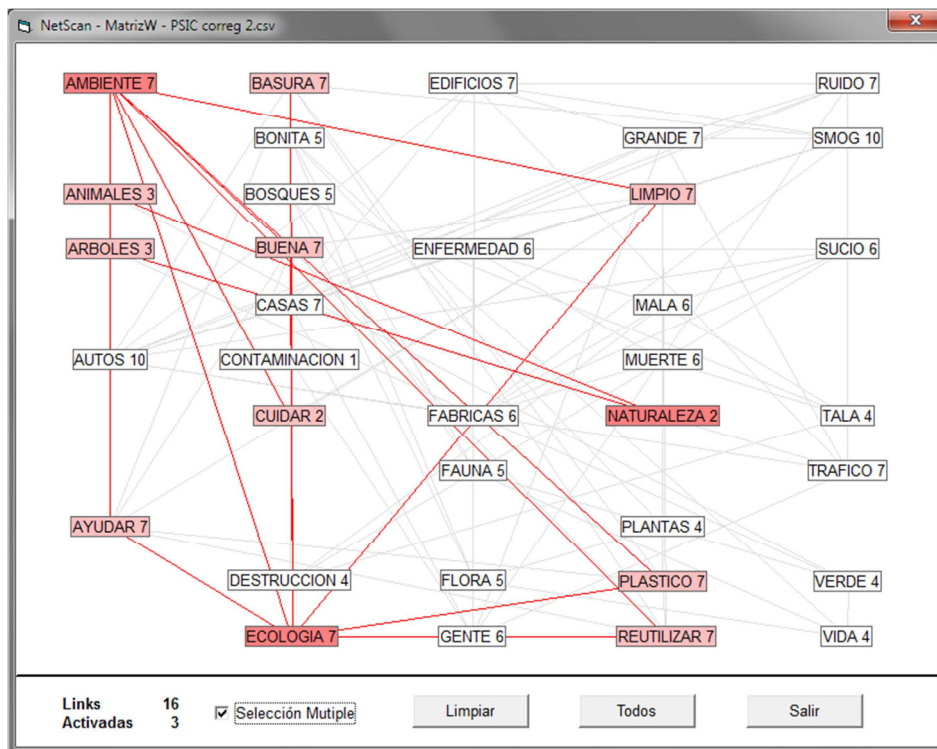 NetScan - MatrizW - PSIC correg 2.csv
AMBIENTE 7 BASURA 7 EDIFICIOS 7 RUIDO 7
BONITA 5 GRANDE 7 SMOG 10
ANIMALES 3 BOSQUES 5 LIMPIO 7
ARBOLES 3 BUENA 7 ENFERMEDAD 6 SUCIO 6
CASAS 7 MALA 6
AUTOS 10 CONTAMINACION 1 MUERTE 6
CUIDAR 2 FABRICAS 6 NATURALEZA 2 TALA 4
FAUNA 5 TRAFICO 7
AYUDAR 7 PLANTAS 4
DESTRUCCION 4 FLORA 5 PLASTICO 7 VERDE 4
ECOLOGIA 7 GENTE 6 REUTILIZAR 7 VIDA 4
Links 16
Activadas 3
Selección Mutiple
Limpiar
Todos
Salir